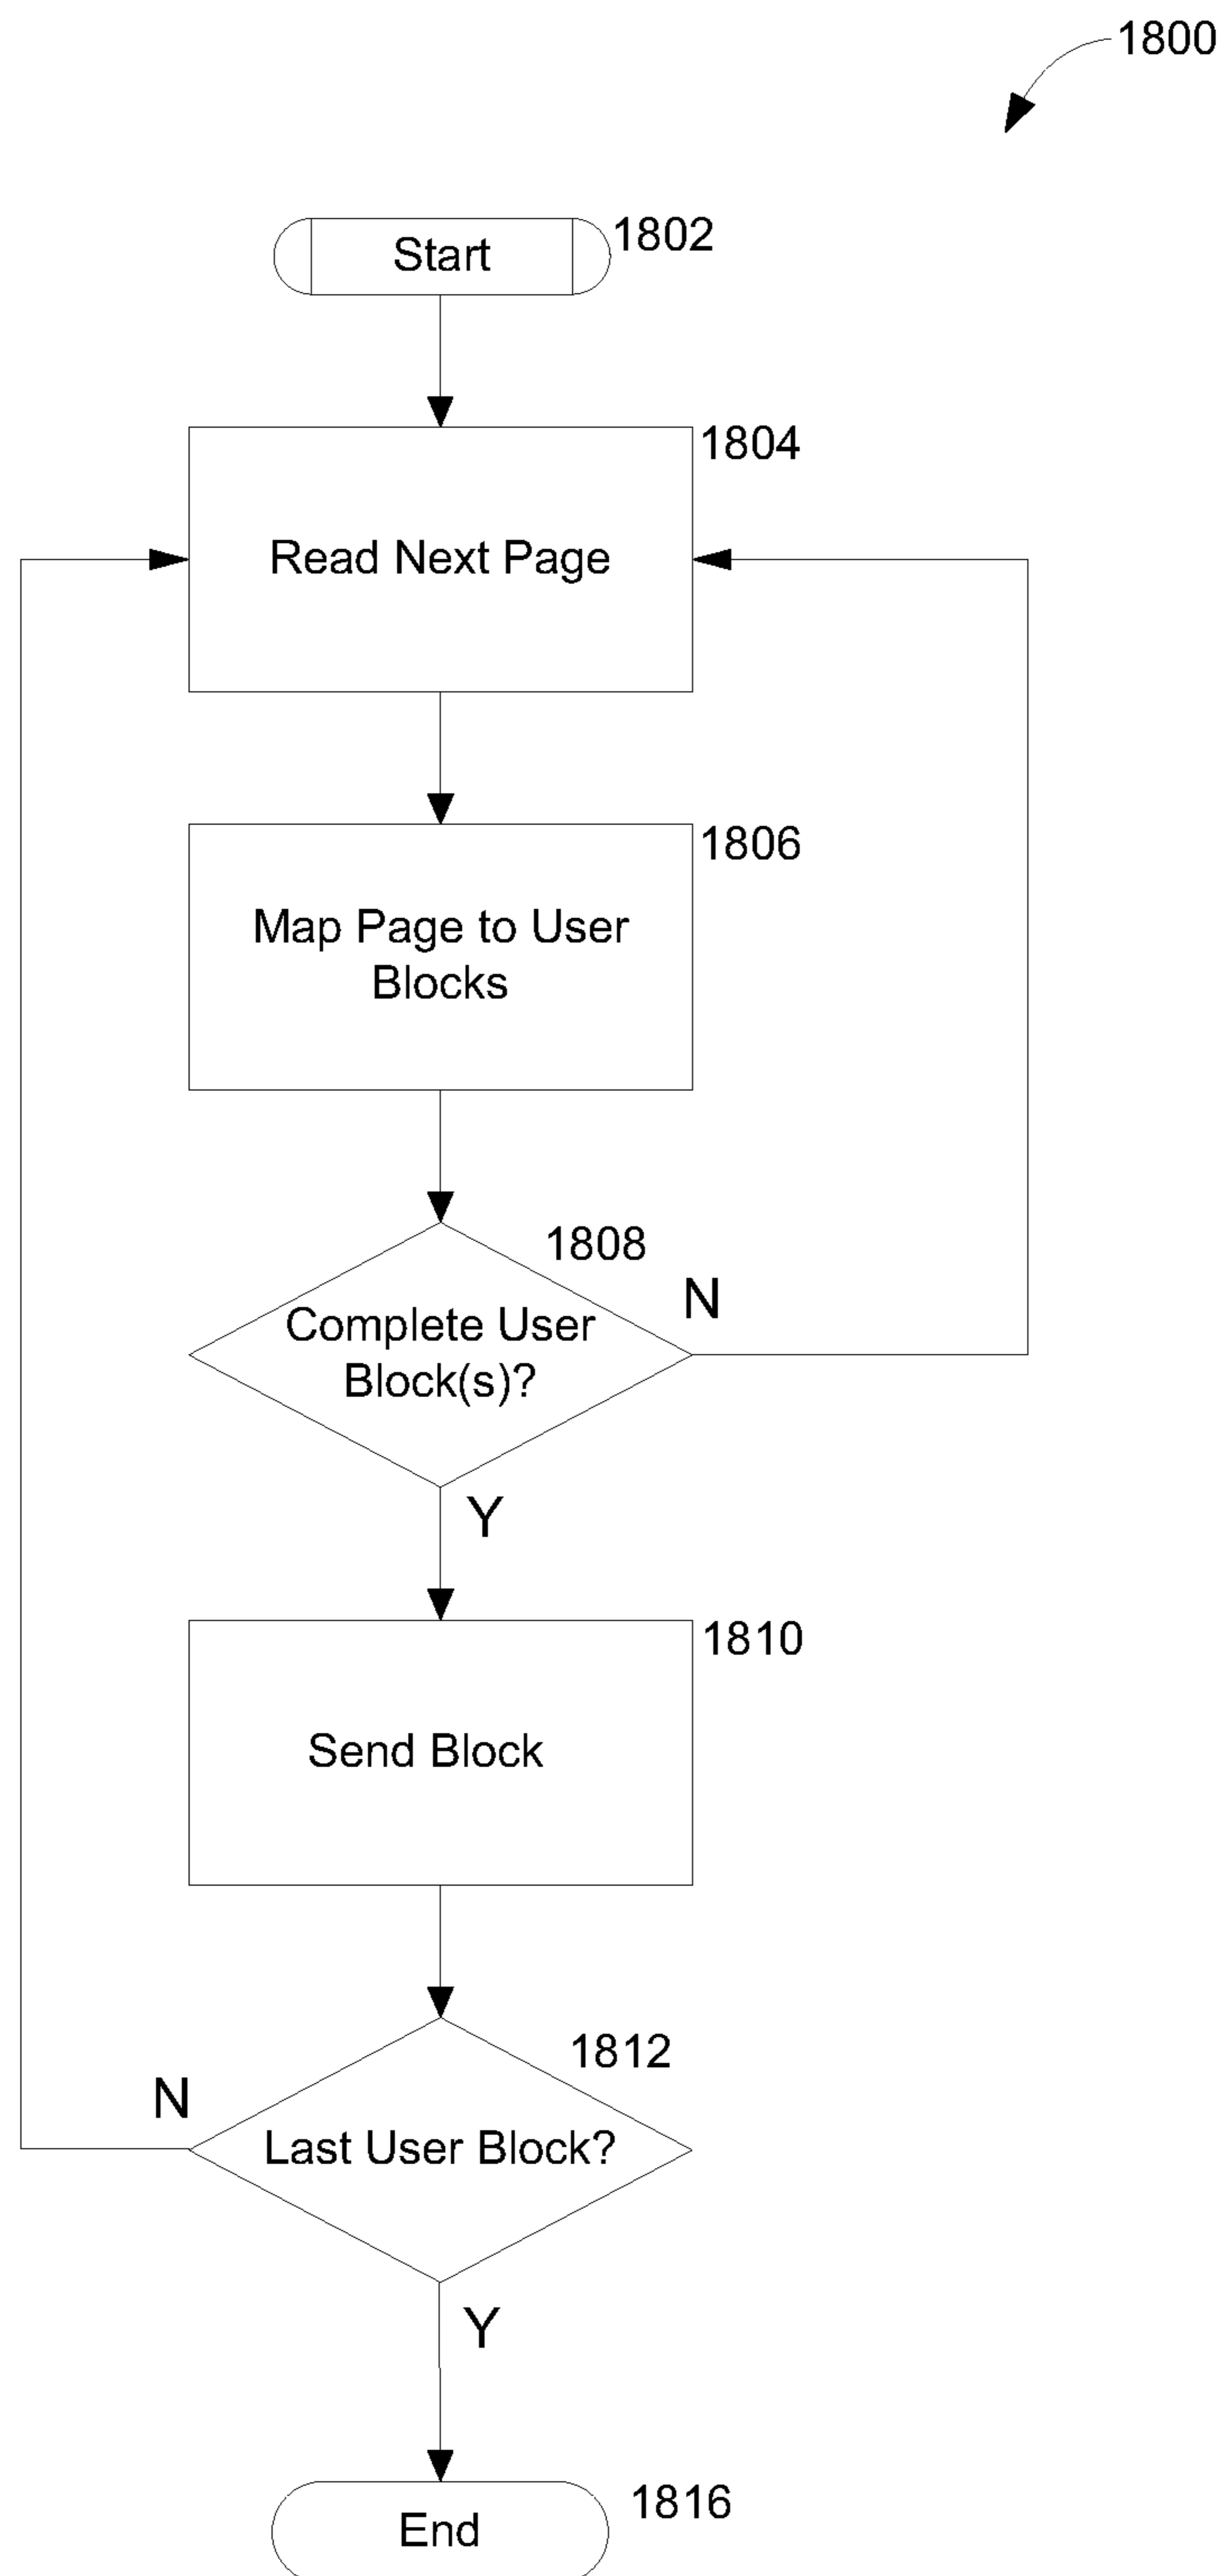 1800
Start
1802
1804
Read Next Page
1806
Map Page to User
Blocks
1808
N
Complete User
Block(s)?
Y
1810
Send Block
1812
N
Last User Block?
Y
End
1816